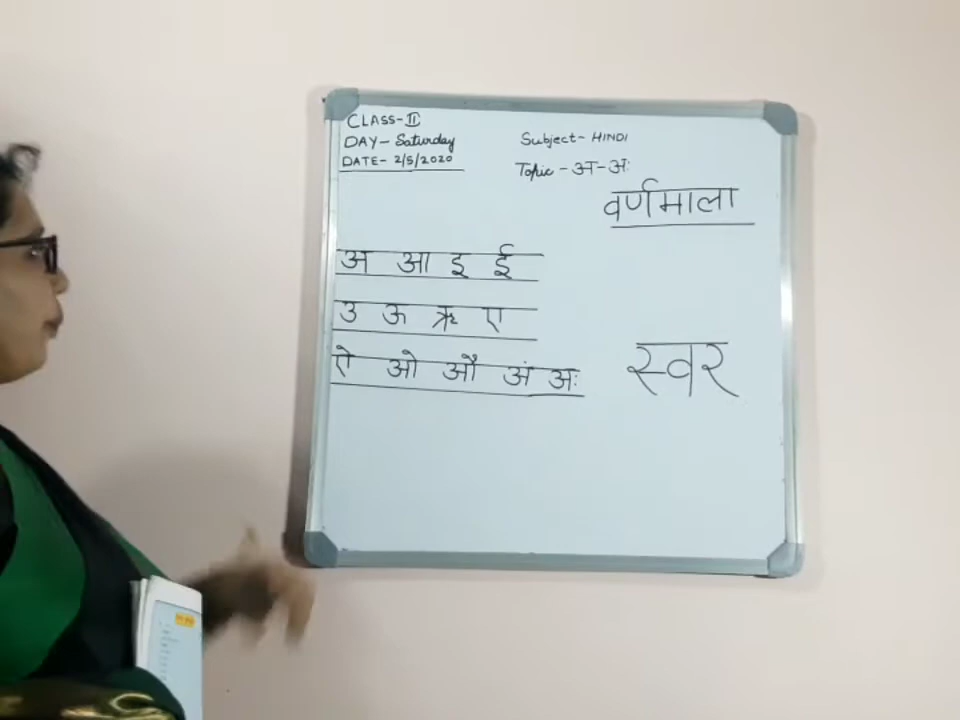 CLASS-II
DAY- Saturday
DATE- 2/5/2020
Subject- HINDI
Topic - अ-अः
वर्णमाला
अ आ इ ई
उ ऊ ऋ ए
ऐ ओ औ अं अः
स्वर